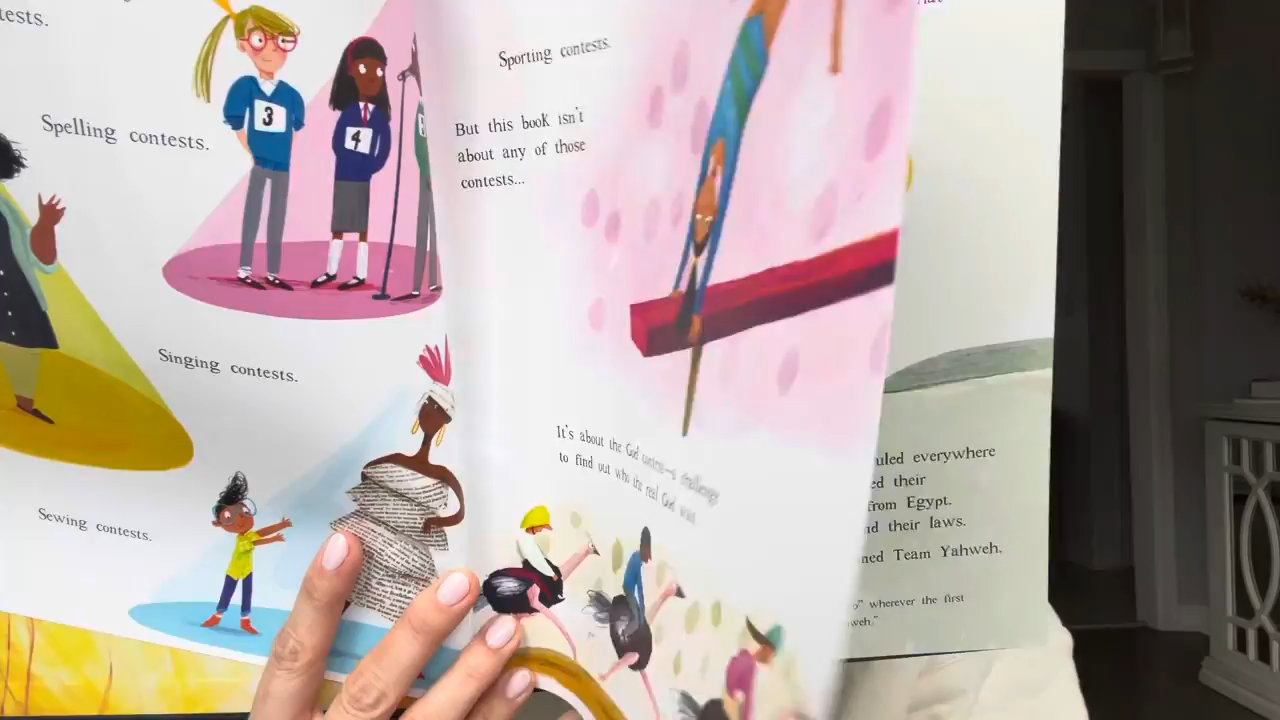 tests.
Spelling contests.
3
4
Singing contests.
Sewing contests.
Sporting contests.
But this book isn't
about any of those
contests...
It's about the God contest—a challenge
to find out who the real God was.
uled everywhere
ed their
from Egypt.
nd their laws.
ned Team Yahweh.
o" wherever the first
weh."